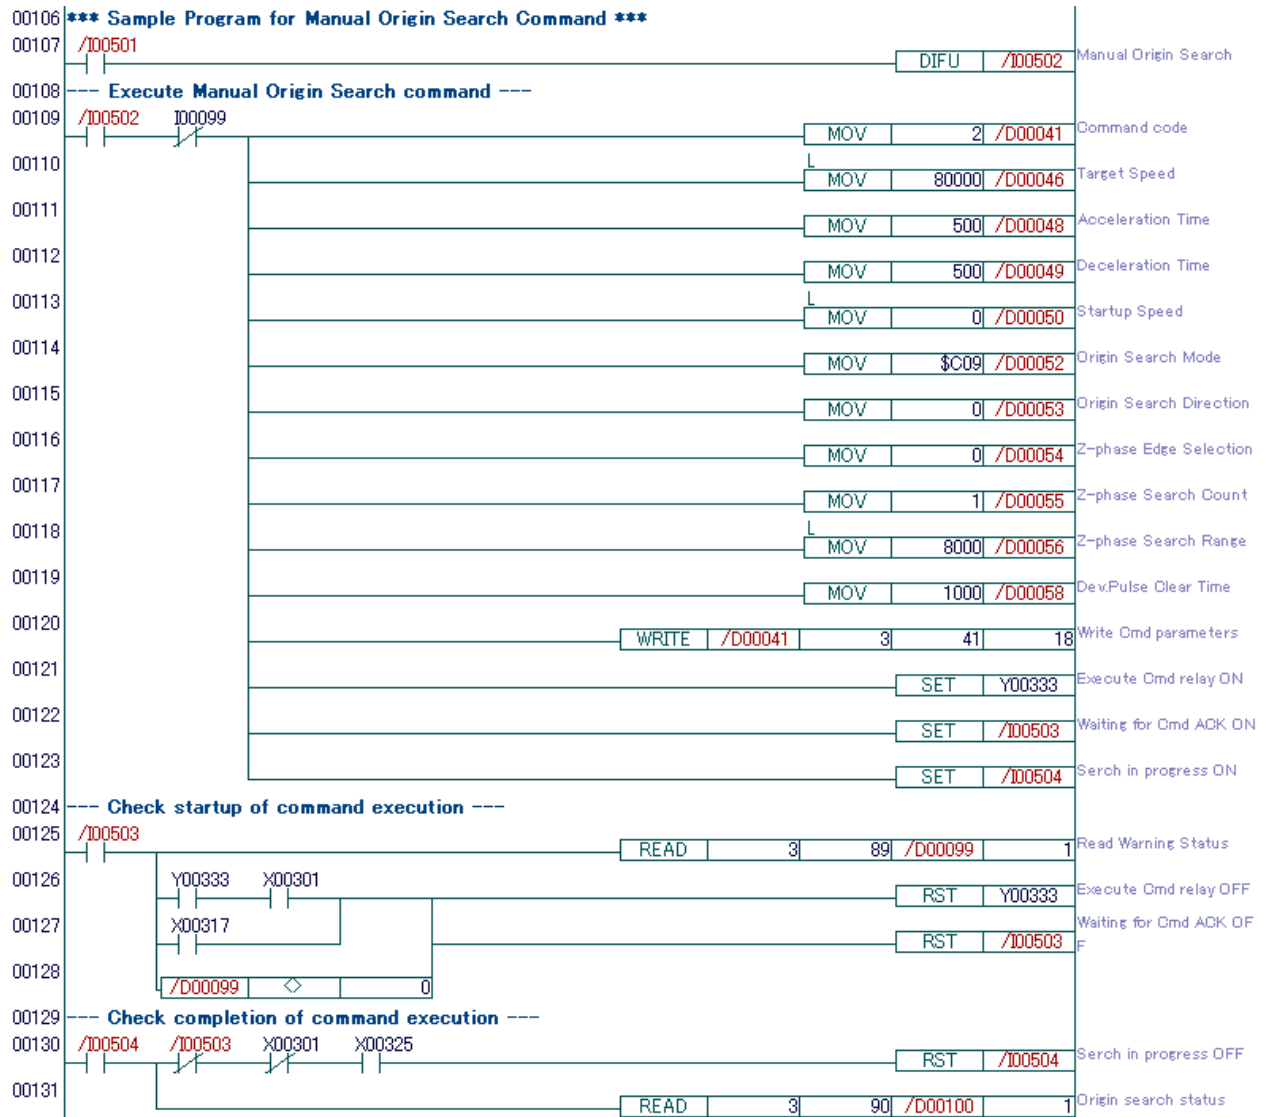 00106 *** Sample Program for Manual Origin Search Command ***
00107 /I00501
DIFU /I00502 Manual Origin Search
00108 --- Execute Manual Origin Search command ---
00109 /I00502 I00099
MOV 2 /D00041 Command code
00110 L MOV 80000 /D00046 Target Speed
00111 MOV 500 /D00048 Acceleration Time
00112 MOV 500 /D00049 Deceleration Time
00113 L MOV 0 /D00050 Startup Speed
00114 MOV $C09 /D00052 Origin Search Mode
00115 MOV 0 /D00053 Origin Search Direction
00116 MOV 0 /D00054 Z-phase Edge Selection
00117 MOV 1 /D00055 Z-phase Search Count
00118 L MOV 8000 /D00056 Z-phase Search Range
00119 MOV 1000 /D00058 Dev.Pulse Clear Time
00120 WRITE /D00041 3 41 18 Write Cmd parameters
00121 SET Y00333 Execute Cmd relay ON
00122 SET /I00503 Waiting for Cmd ACK ON
00123 SET /I00504 Serch in progress ON
00124 --- Check startup of command execution ---
00125 /I00503
READ 3 89 /D00099 1 Read Warning Status
00126 Y00333 X00301 RST Y00333 Execute Cmd relay OFF
00127 X00317 RST /I00503 Waiting for Cmd ACK OF
F
00128 /D00099 <> 0
00129 --- Check completion of command execution ---
00130 /I00504 /I00503 X00301 X00325
RST /I00504 Serch in progress OFF
00131 READ 3 90 /D00100 1 Origin search status